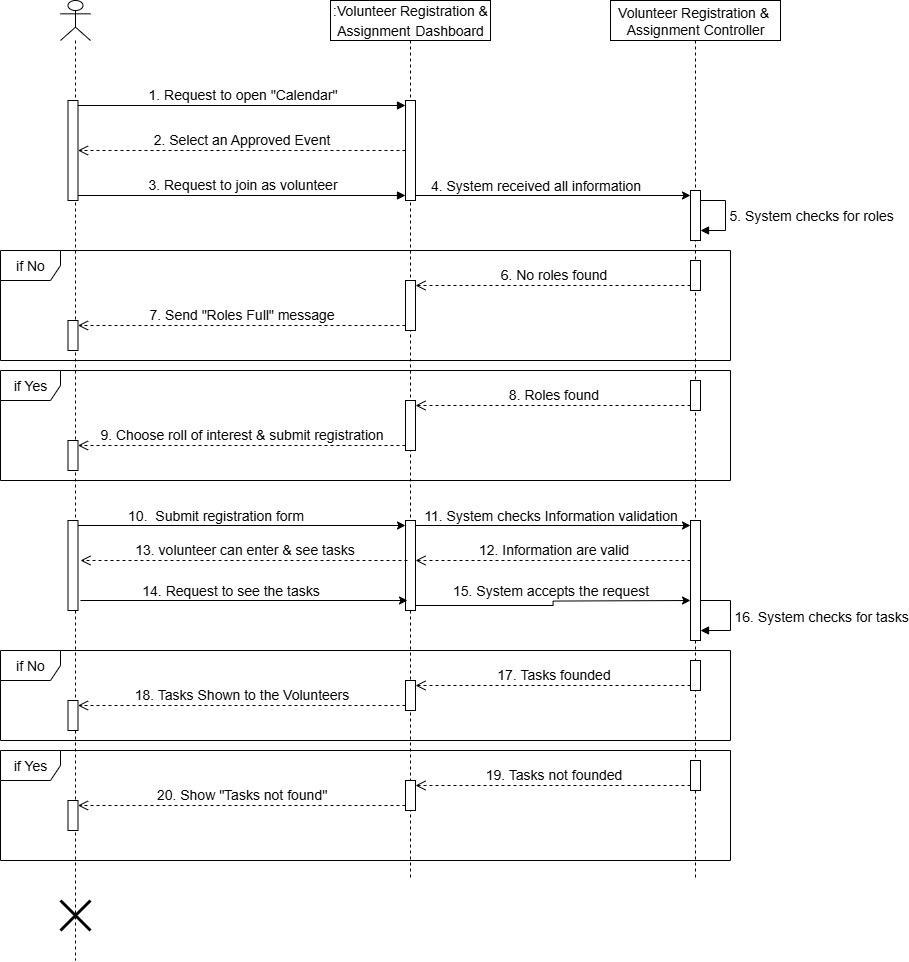 :Volunteer Registration &
Assignment Dashboard
Volunteer Registration &
Assignment Controller
1. Request to open "Calendar"
2. Select an Approved Event
3. Request to join as volunteer
4. System received all information
5. System checks for roles
if No
6. No roles found
7. Send "Roles Full" message
if Yes
8. Roles found
9. Choose roll of interest & submit registration
10.  Submit registration form
11. System checks Information validation
13. volunteer can enter & see tasks
12. Information are valid
14. Request to see the tasks
15. System accepts the request
16. System checks for tasks
if No
17. Tasks founded
18. Tasks Shown to the Volunteers
if Yes
19. Tasks not founded
20. Show "Tasks not found"